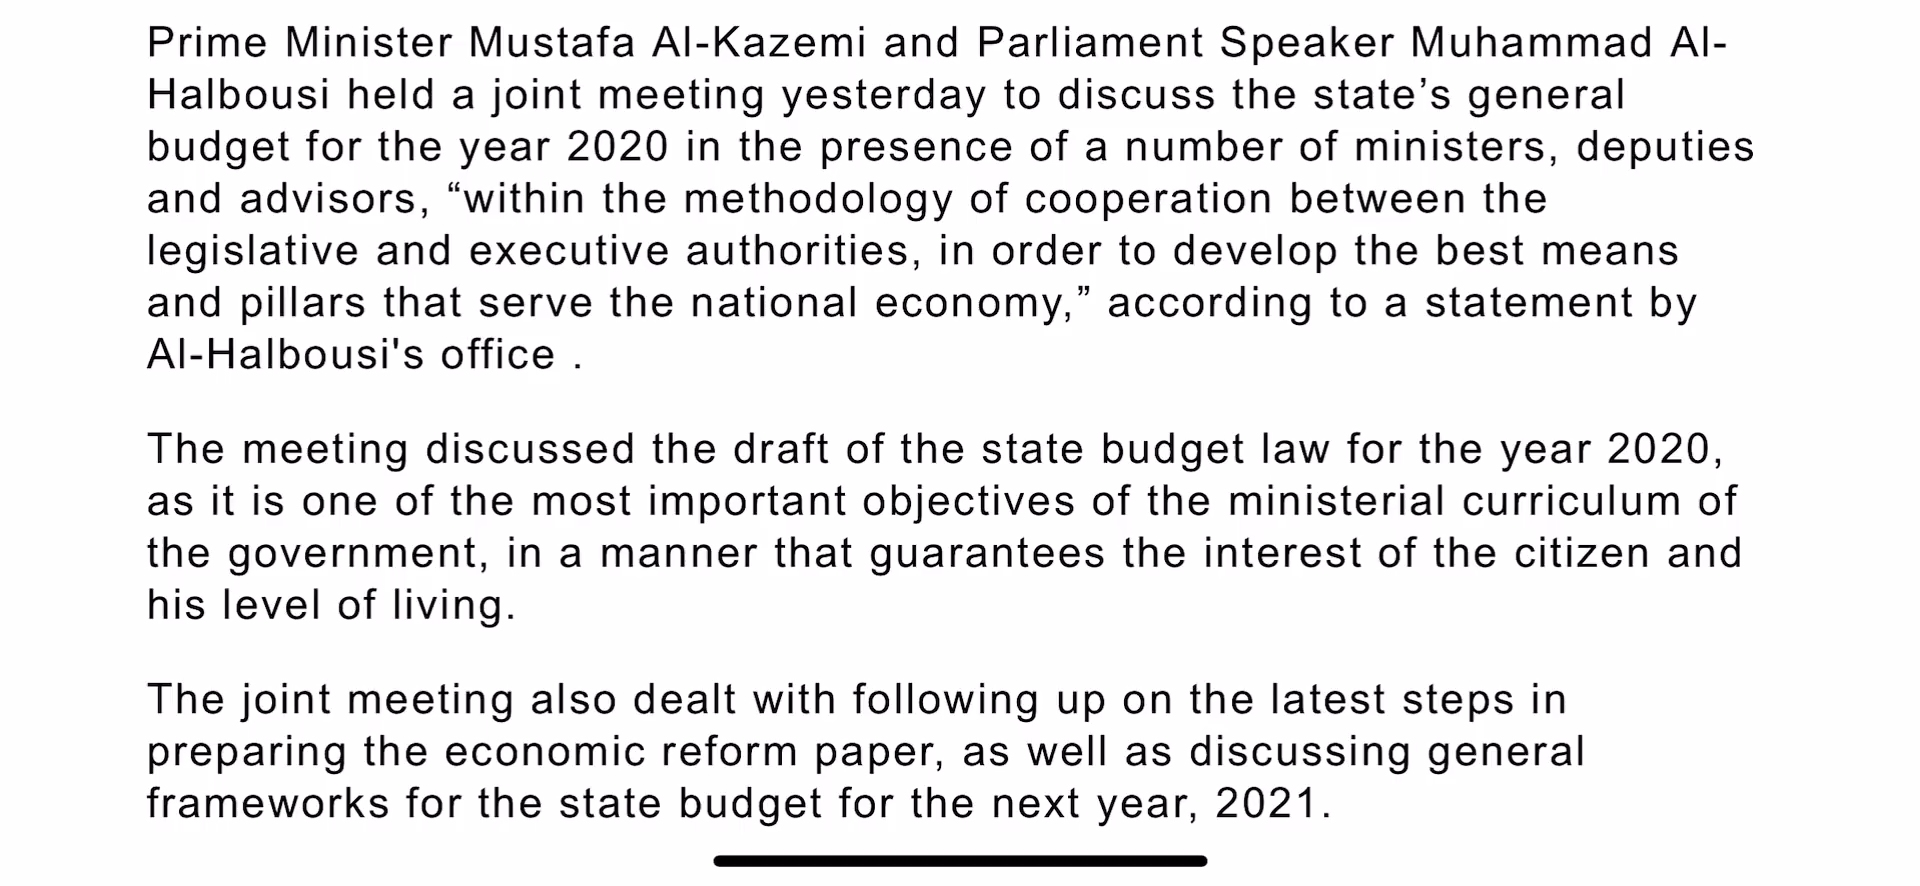 Prime Minister Mustafa Al-Kazemi and Parliament Speaker Muhammad Al-
Halbousi held a joint meeting yesterday to discuss the state’s general
budget for the year 2020 in the presence of a number of ministers, deputies
and advisors, “within the methodology of cooperation between the
legislative and executive authorities, in order to develop the best means
and pillars that serve the national economy,” according to a statement by
Al-Halbousi's office .
The meeting discussed the draft of the state budget law for the year 2020,
as it is one of the most important objectives of the ministerial curriculum of
the government, in a manner that guarantees the interest of the citizen and
his level of living.
The joint meeting also dealt with following up on the latest steps in
preparing the economic reform paper, as well as discussing general
frameworks for the state budget for the next year, 2021.